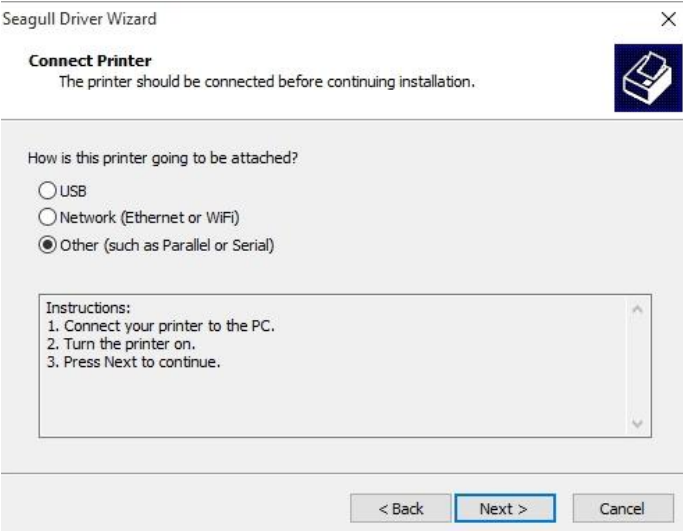 Seagull Driver Wizard
Connect Printer
The printer should be connected before continuing installation.
How is this printer going to be attached?
USB
Network (Ethernet or WiFi)
Other (such as Parallel or Serial)
Instructions:
1. Connect your printer to the PC.
2. Turn the printer on.
3. Press Next to continue.
< Back Next > Cancel